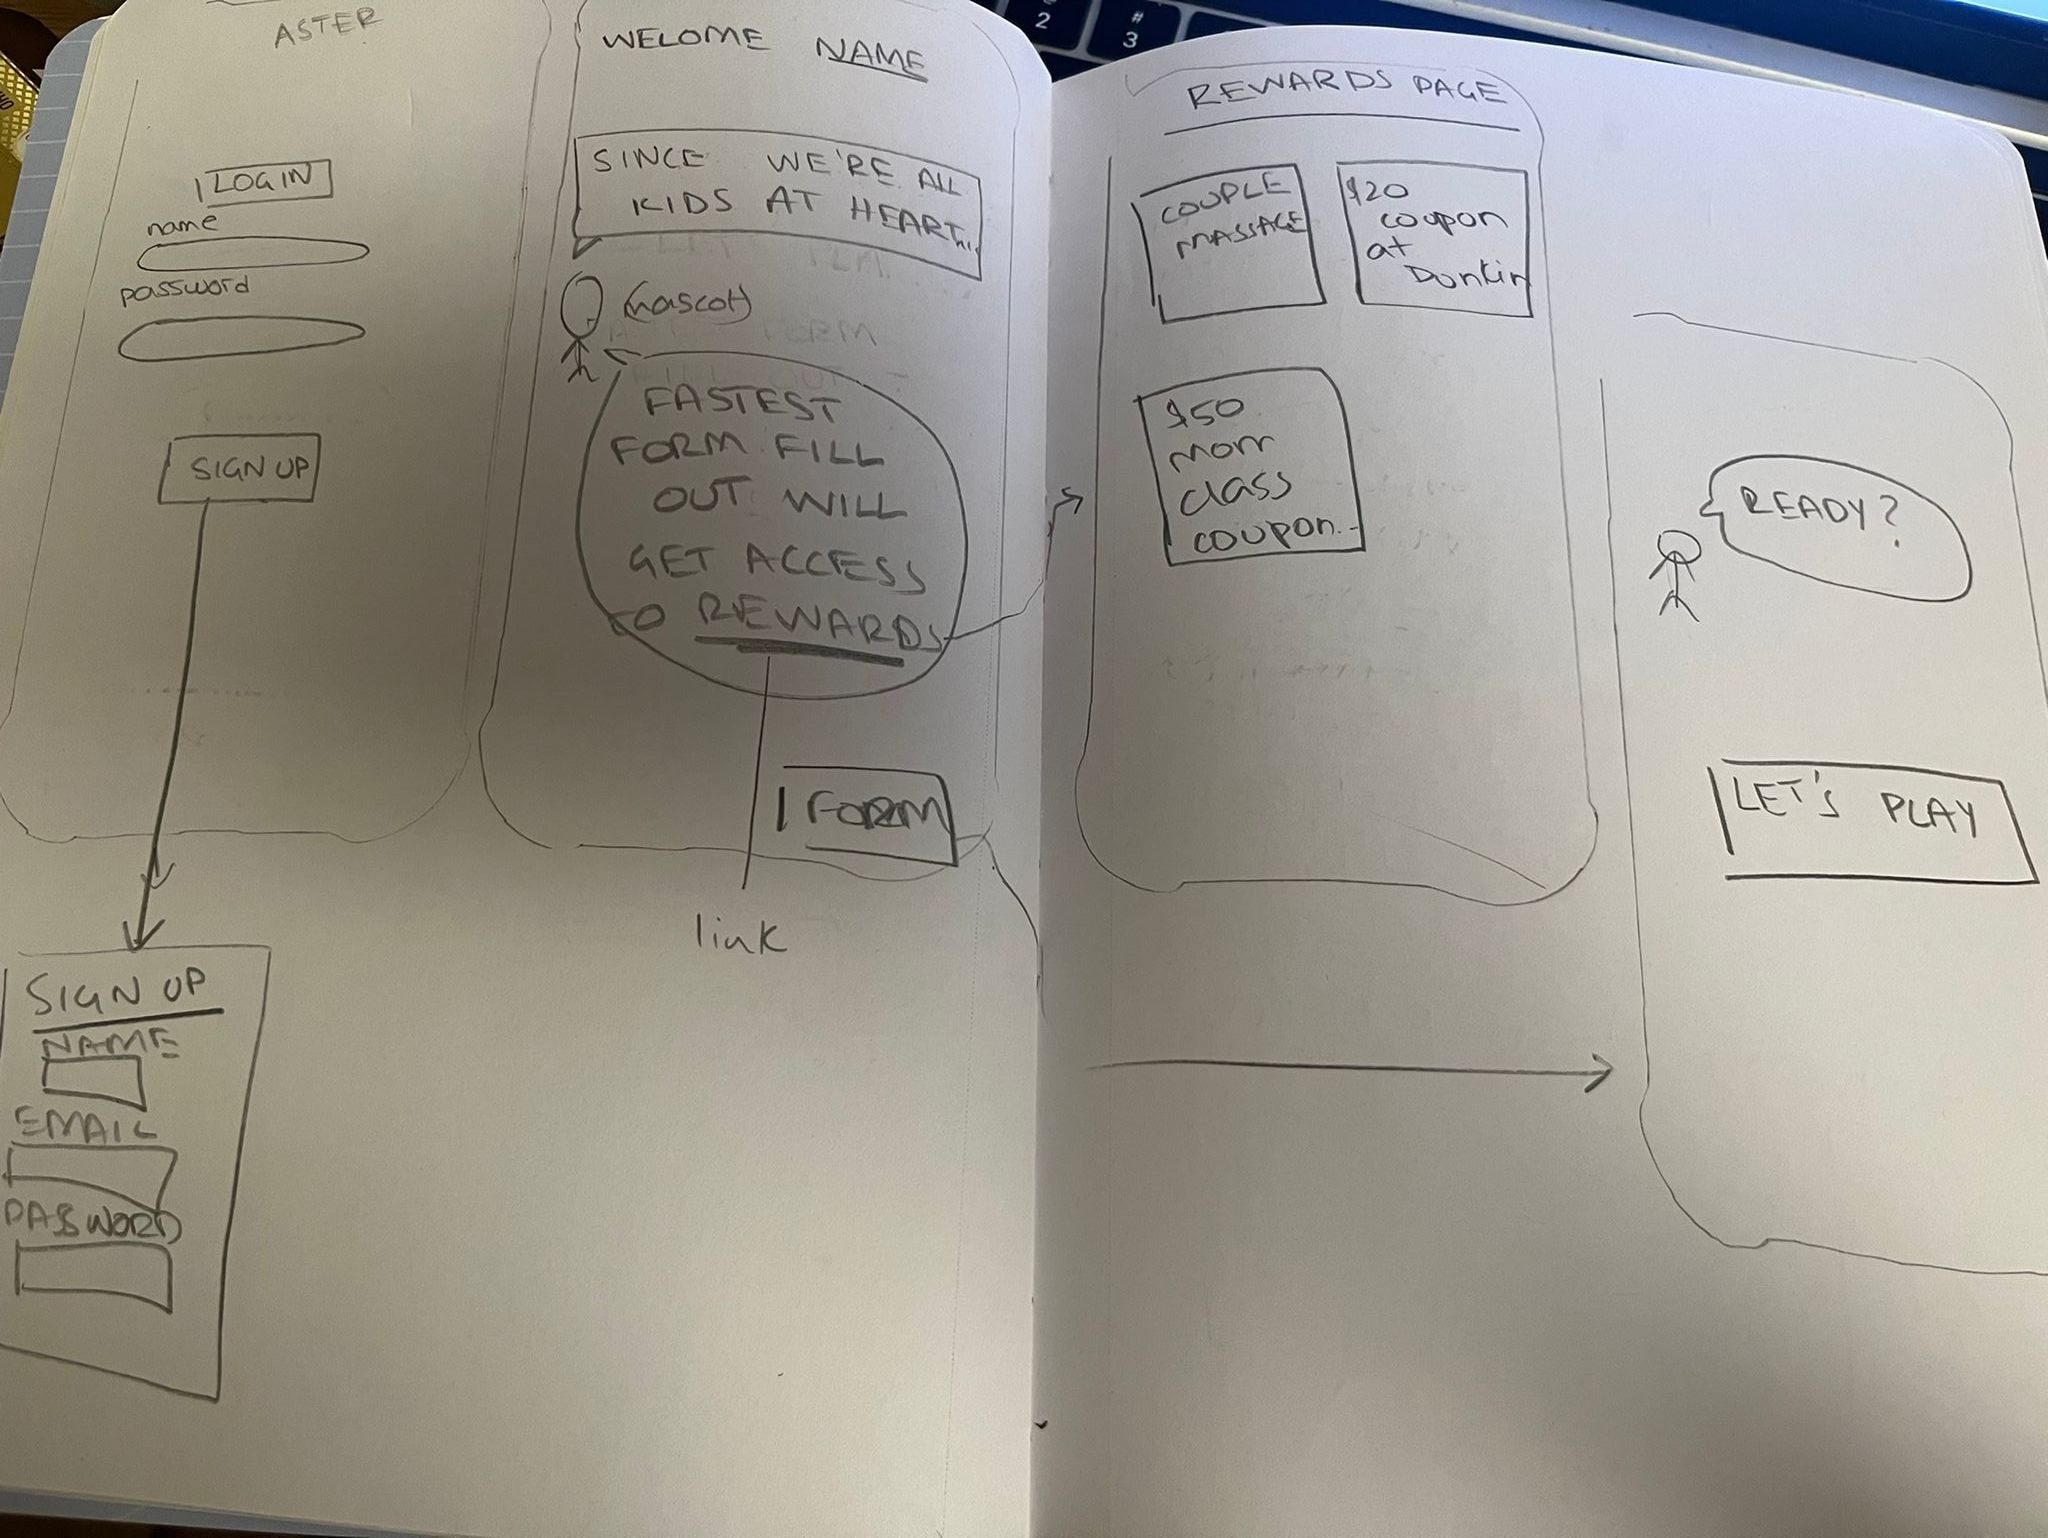 ASTER
LOGIN
name
password
SIGN UP
SIGN UP
NAME
EMAIL
PASSWORD
WELOME NAME
SINCE WE'RE ALL
KIDS AT HEART...
(mascot)
FASTEST
FORM FILL
OUT WILL
GET ACCESS
TO REWARDS
FORM
link
REWARDS PAGE
COUPLE
MASSAGE
$20
coupon
at
Dunkin
$50
mom
class
coupon
READY?
LET'S PLAY
2
#
3